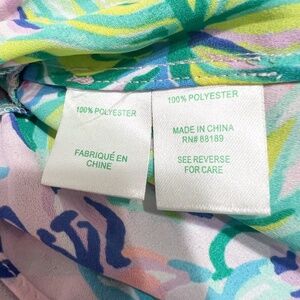 100% POLYESTER
FABRIQUÉ EN
CHINE
100% POLYESTER
MADE IN CHINA
RN# 88189
SEE REVERSE
FOR CARE